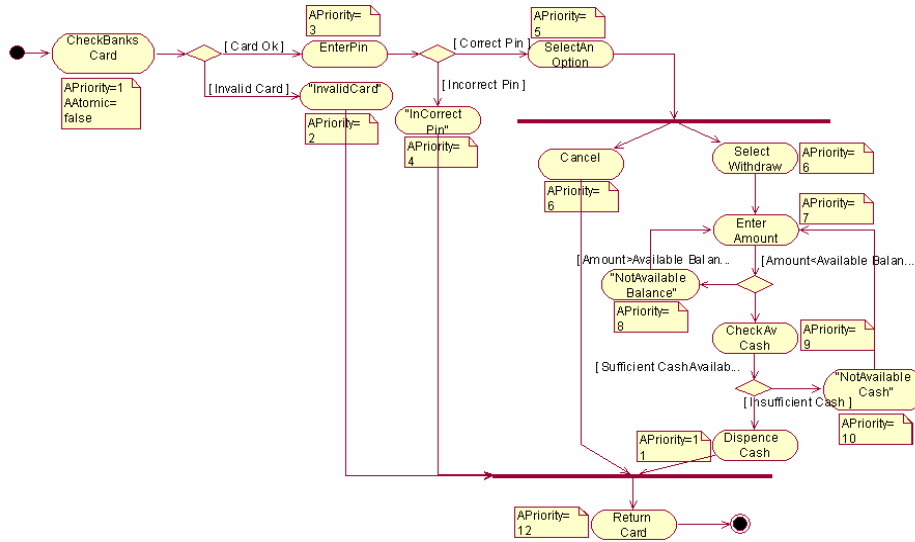 APriority=
3
APriority=
5
CheckBanks
Card
[Card Ok]
EnterPin
[Correct Pin]
SelectAn
Option
[Invalid Card]
[Incorrect Pin]
APriority=1
AAtomic=
false
"InvalidCard"
"InCorrect
Pin"
APriority=
2
APriority=
4
Cancel
Select
Withdraw
APriority=
6
APriority=
6
APriority=
7
Enter
Amount
[Amount>Available Balan...
[Amount<Available Balan...
"NotAvailable
Balance"
APriority=
8
CheckAv
Cash
APriority=
9
[Sufficient CashAvailab...
"NotAvailable
Cash"
[Insufficient Cash]
APriority=
10
APriority=1
1
Dispence
Cash
APriority=
12
Return
Card